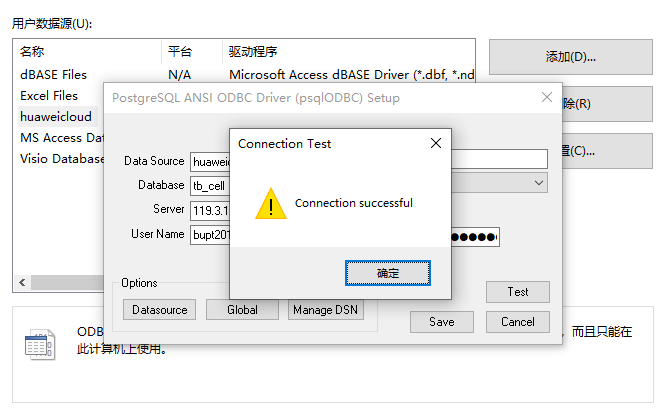 用户数据源(U):
名称 平台 驱动程序
添加(D)...
dBASE Files N/A Microsoft Access dBASE Driver (*.dbf, *.nd
Excel Files
PostgreSQL ANSI ODBC Driver (psqlODBC) Setup
除(R)
huaweicloud
MS Access Dat
置(C)...
Visio Database
Connection Test
Data Source huaweic
Database tb_cell
Server 119.3.1
User Name bupt201
Connection successful
确定
Options
Datasource Global Manage DSN
Test
Save Cancel
ODB
，而且只能在
此计算机上使用。